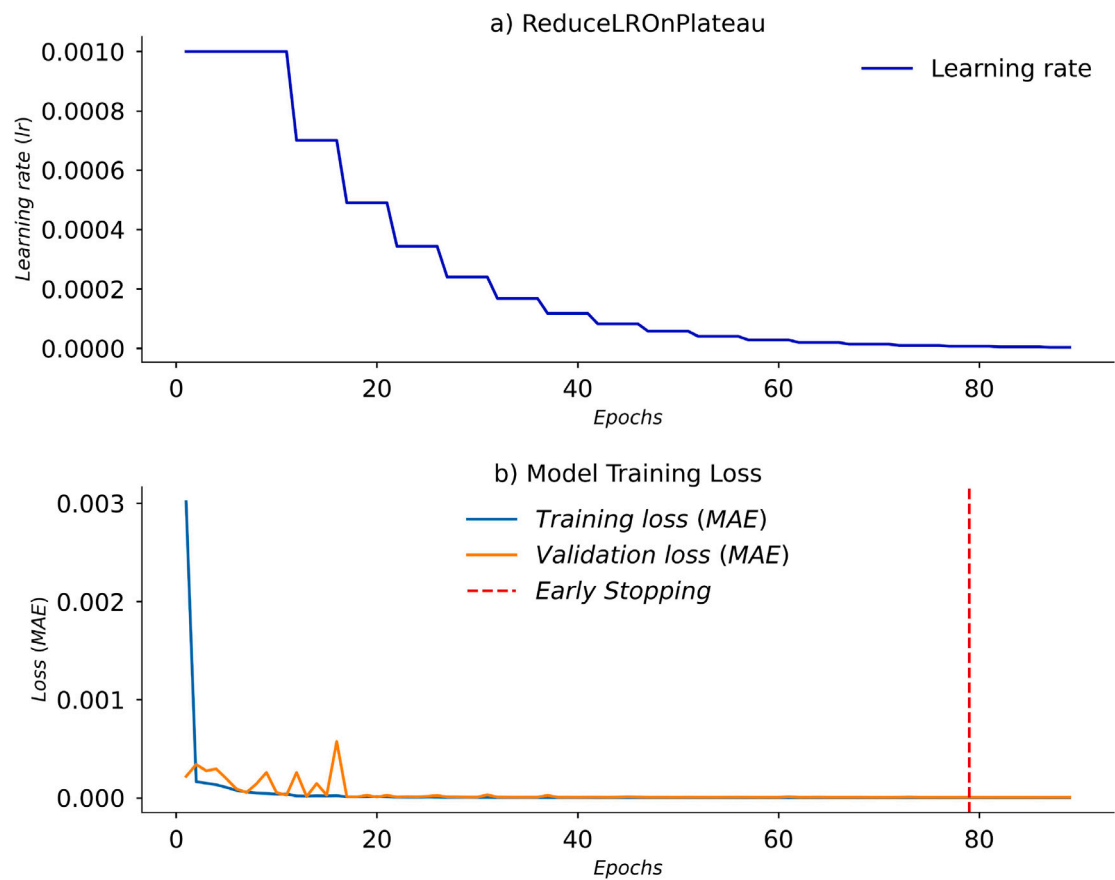 a) ReduceLROnPlateau
Learning rate
0.0010
0.0008
0.0006
0.0004
0.0002
0.0000
Learning rate (lr)
0
20
40
60
80
Epochs
b) Model Training Loss
Training loss (MAE)
Validation loss (MAE)
Early Stopping
0.003
0.002
0.001
0.000
Loss (MAE)
0
20
40
60
80
Epochs